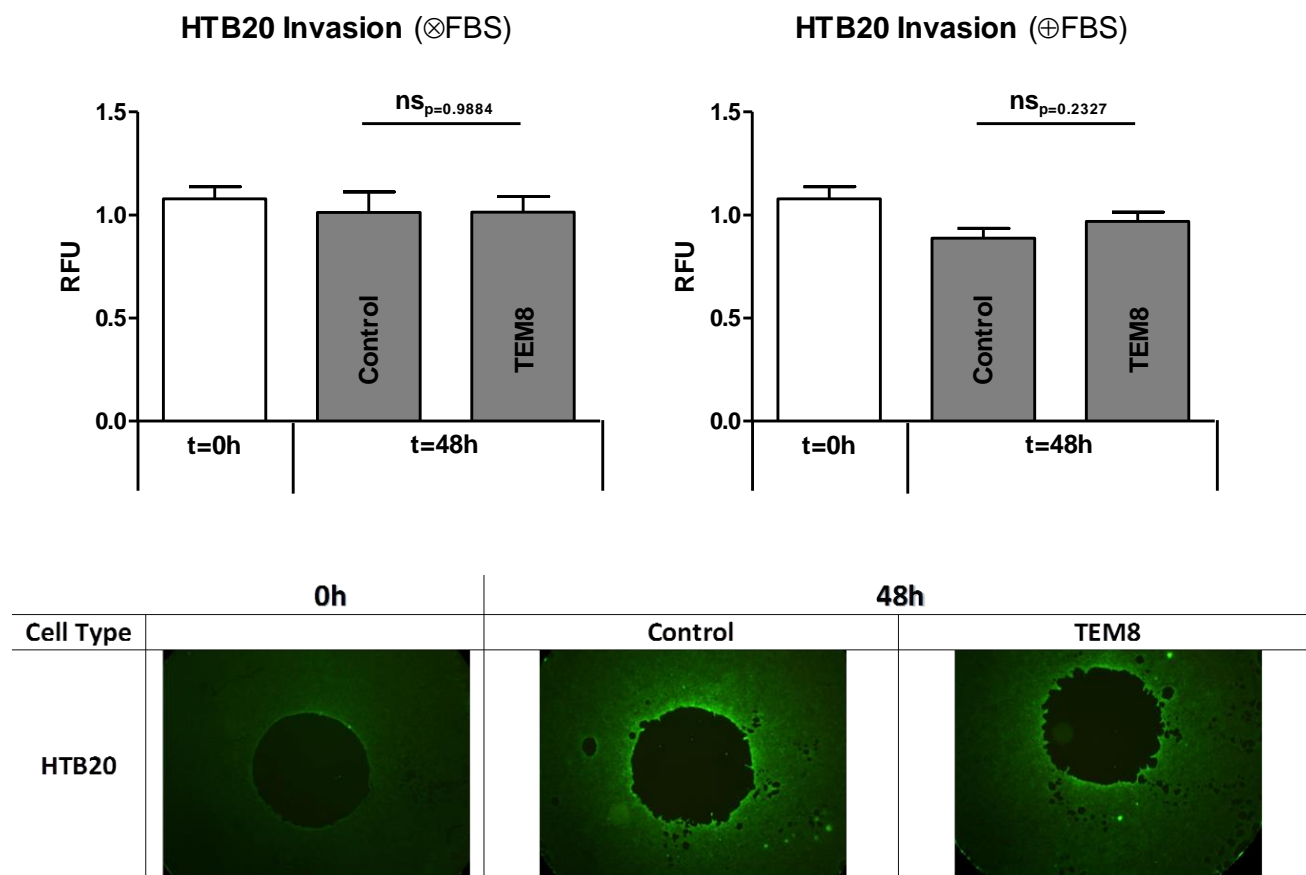 HTB20 Invasion (⊗FBS)
ns p=0.9884
1.5
1.0
0.5
0.0
RFU
Control
TEM8
t=0h
t=48h
HTB20 Invasion (⊕FBS)
ns p=0.2327
1.5
1.0
0.5
0.0
RFU
Control
TEM8
t=0h
t=48h
0h 48h
Cell Type Control TEM8
HTB20